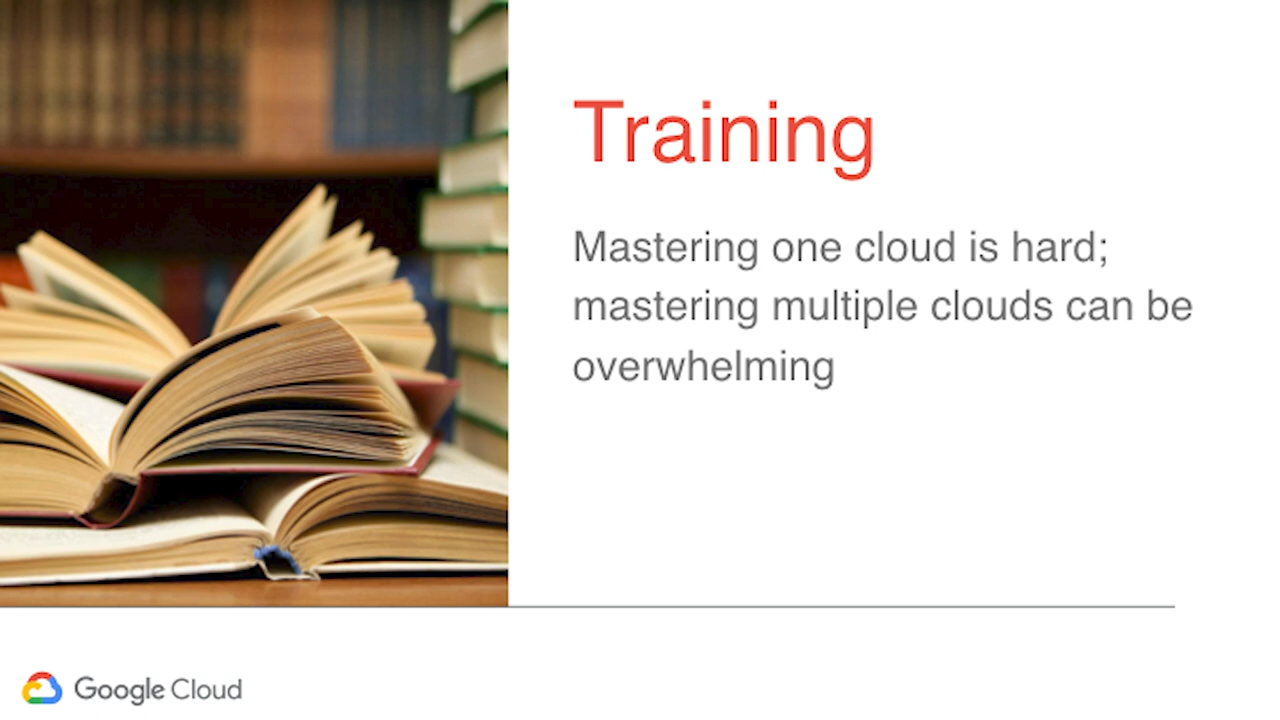 Training
Mastering one cloud is hard;
mastering multiple clouds can be
overwhelming
Google Cloud